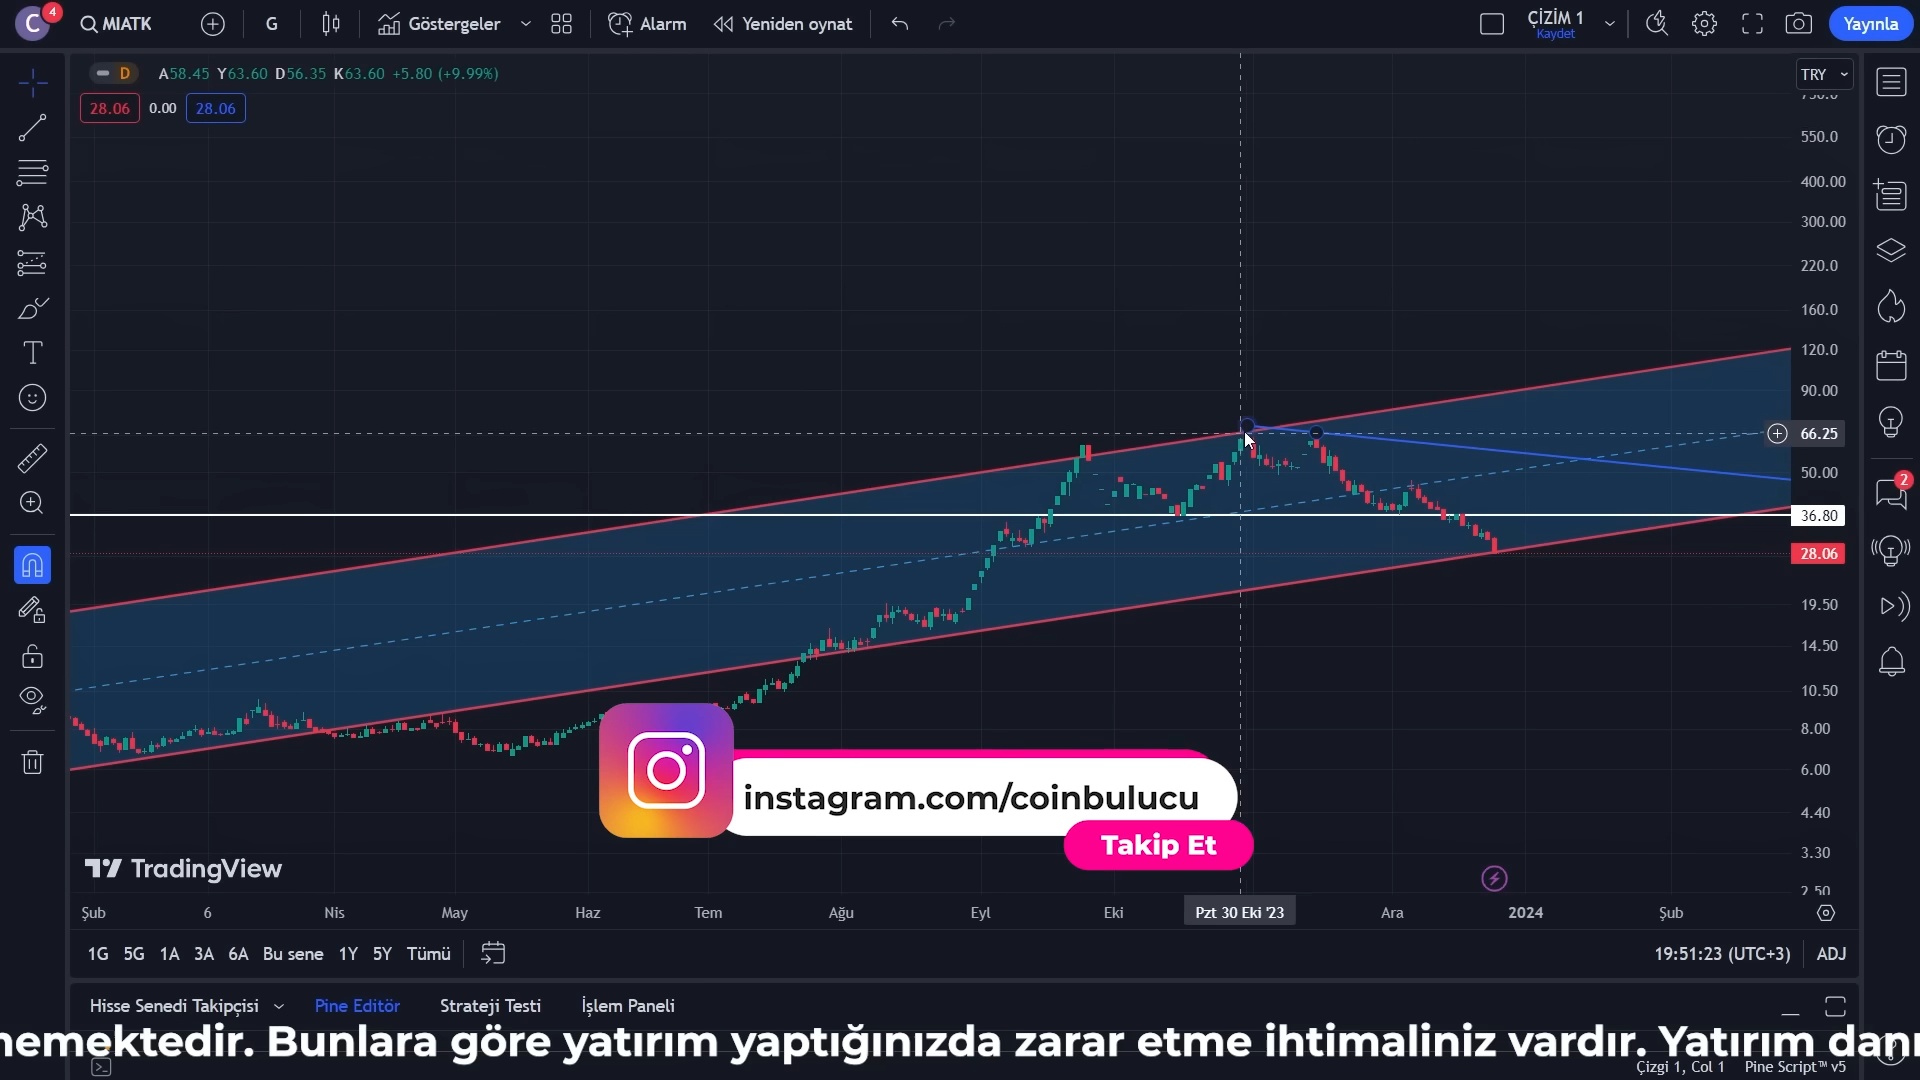 C
4
MIATK
G
Göstergeler
Alarm
Yeniden oynat
ÇİZİM 1
Kaydet
Yayınla
D
A58.45 Y63.60 D56.35 K63.60 +5.80 (+9.99%)
TRY
28.06
0.00
28.06
550.0
400.00
300.00
220.0
160.0
120.0
90.00
66.25
50.00
36.80
28.06
19.50
14.50
10.50
8.00
6.00
4.40
3.30
2.50
2
instagram.com/coinbulucu
Takip Et
TradingView
Şub
6
Nis
May
Haz
Tem
Ağu
Eyl
Eki
Pzt 30 Eki '23
Ara
2024
Şub
1G 5G 1A 3A 6A Bu sene 1Y 5Y Tümü
19:51:23 (UTC+3)
ADJ
Hisse Senedi Takipçisi
Pine Editör
Strateji Testi
İşlem Paneli
nemektedir. Bunlara göre yatırım yaptığınızda zarar etme ihtimaliniz vardır. Yatırım danı
Çizgi 1, Col 1
Pine Script™ v5